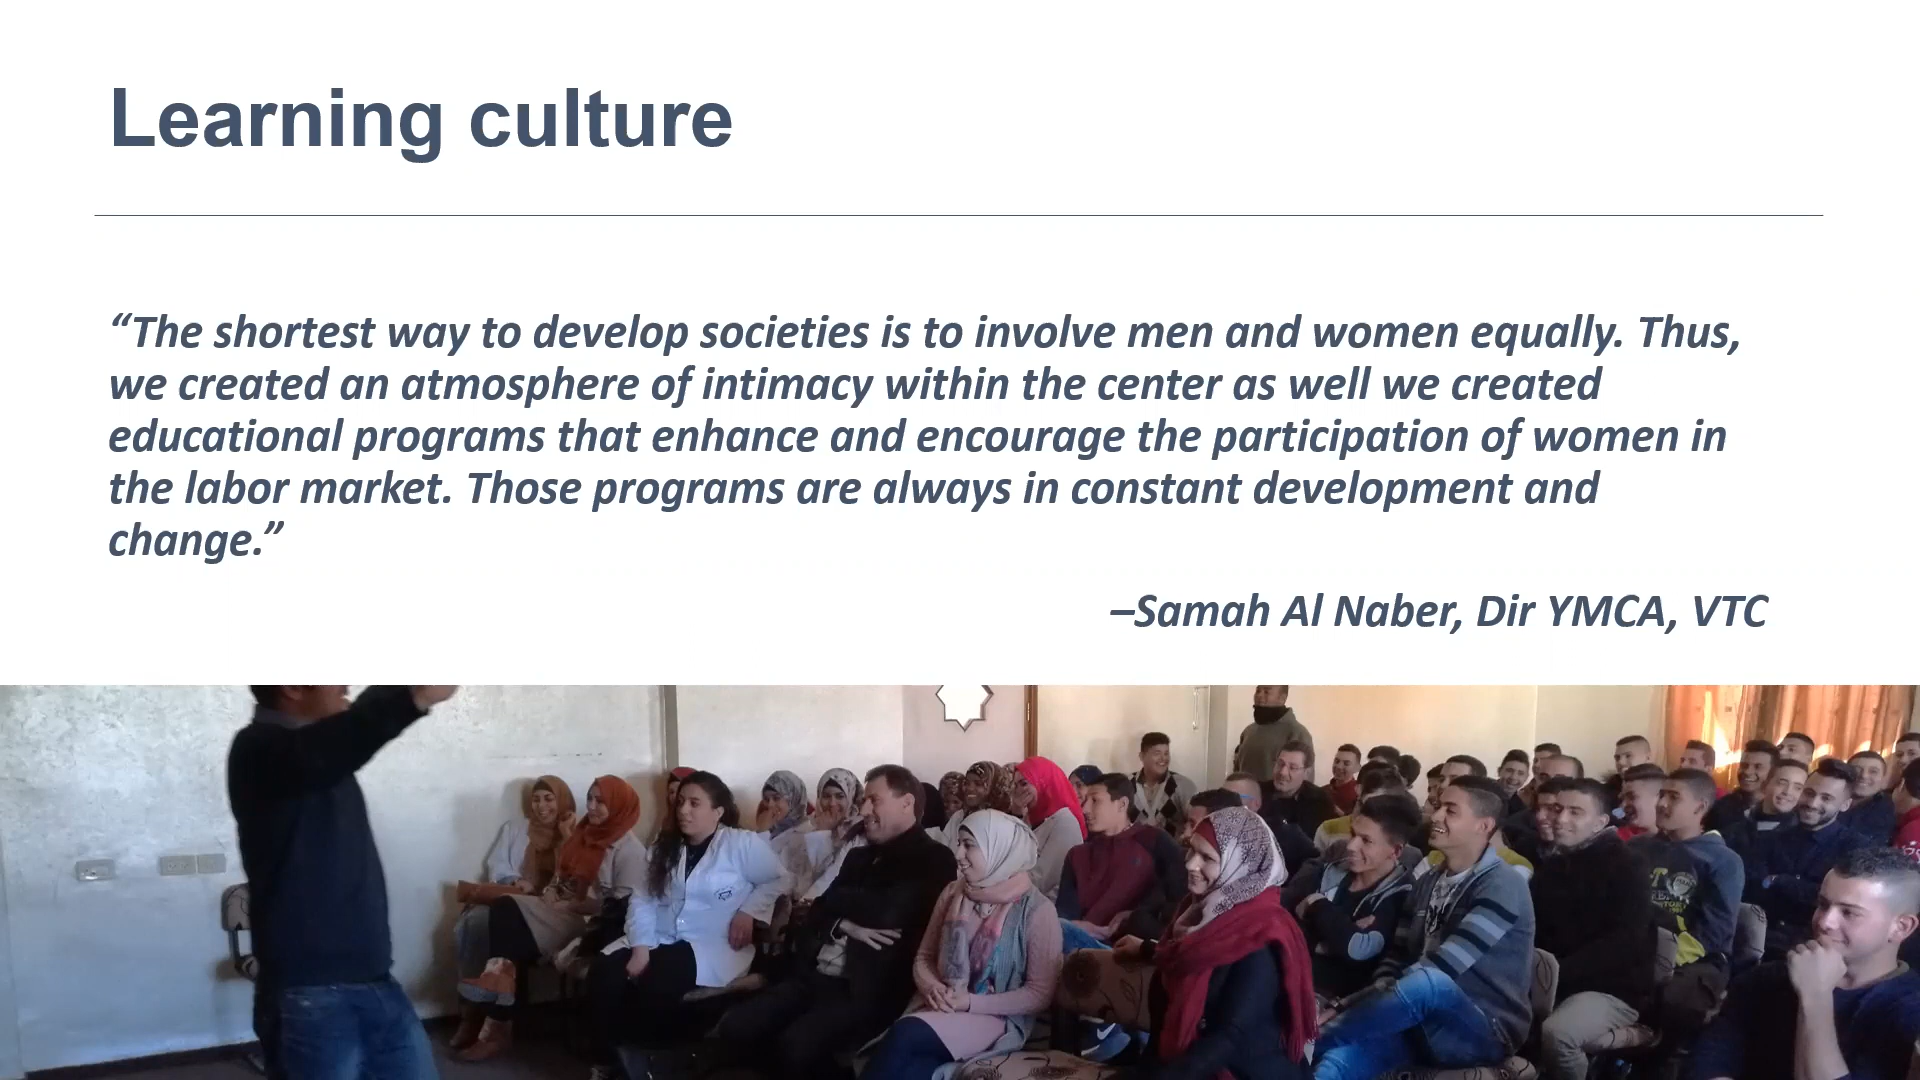 Learning culture
“The shortest way to develop societies is to involve men and women equally. Thus,
we created an atmosphere of intimacy within the center as well we created
educational programs that enhance and encourage the participation of women in
the labor market. Those programs are always in constant development and
change.”
–Samah Al Naber, Dir YMCA, VTC